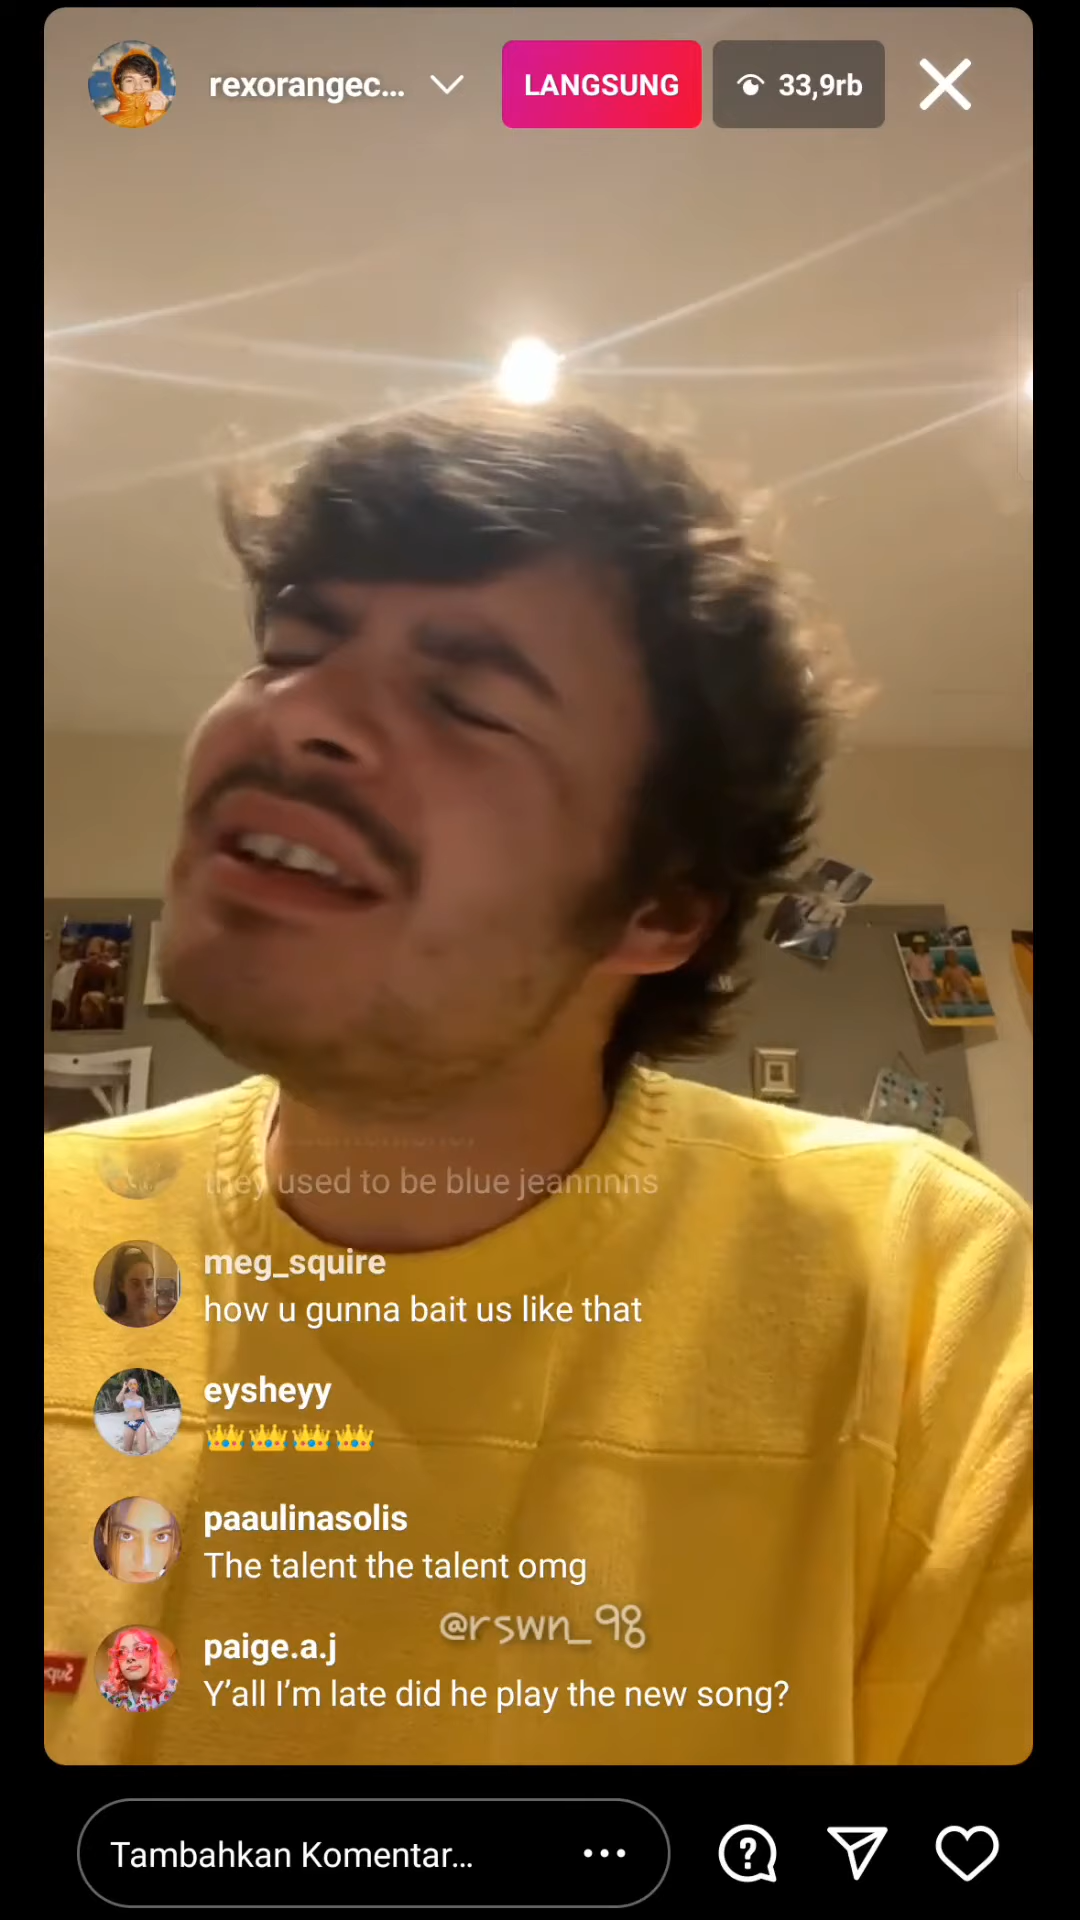 rexorangec...
LANGSUNG
33,9rb
they used to be blue jeannnns
meg_squire
how u gunna bait us like that
eysheyy
👑👑👑👑
paaulinasolis
The talent the talent omg
@rswn_98
paige.a.j
Y'all I'm late did he play the new song?
Tambahkan Komentar...